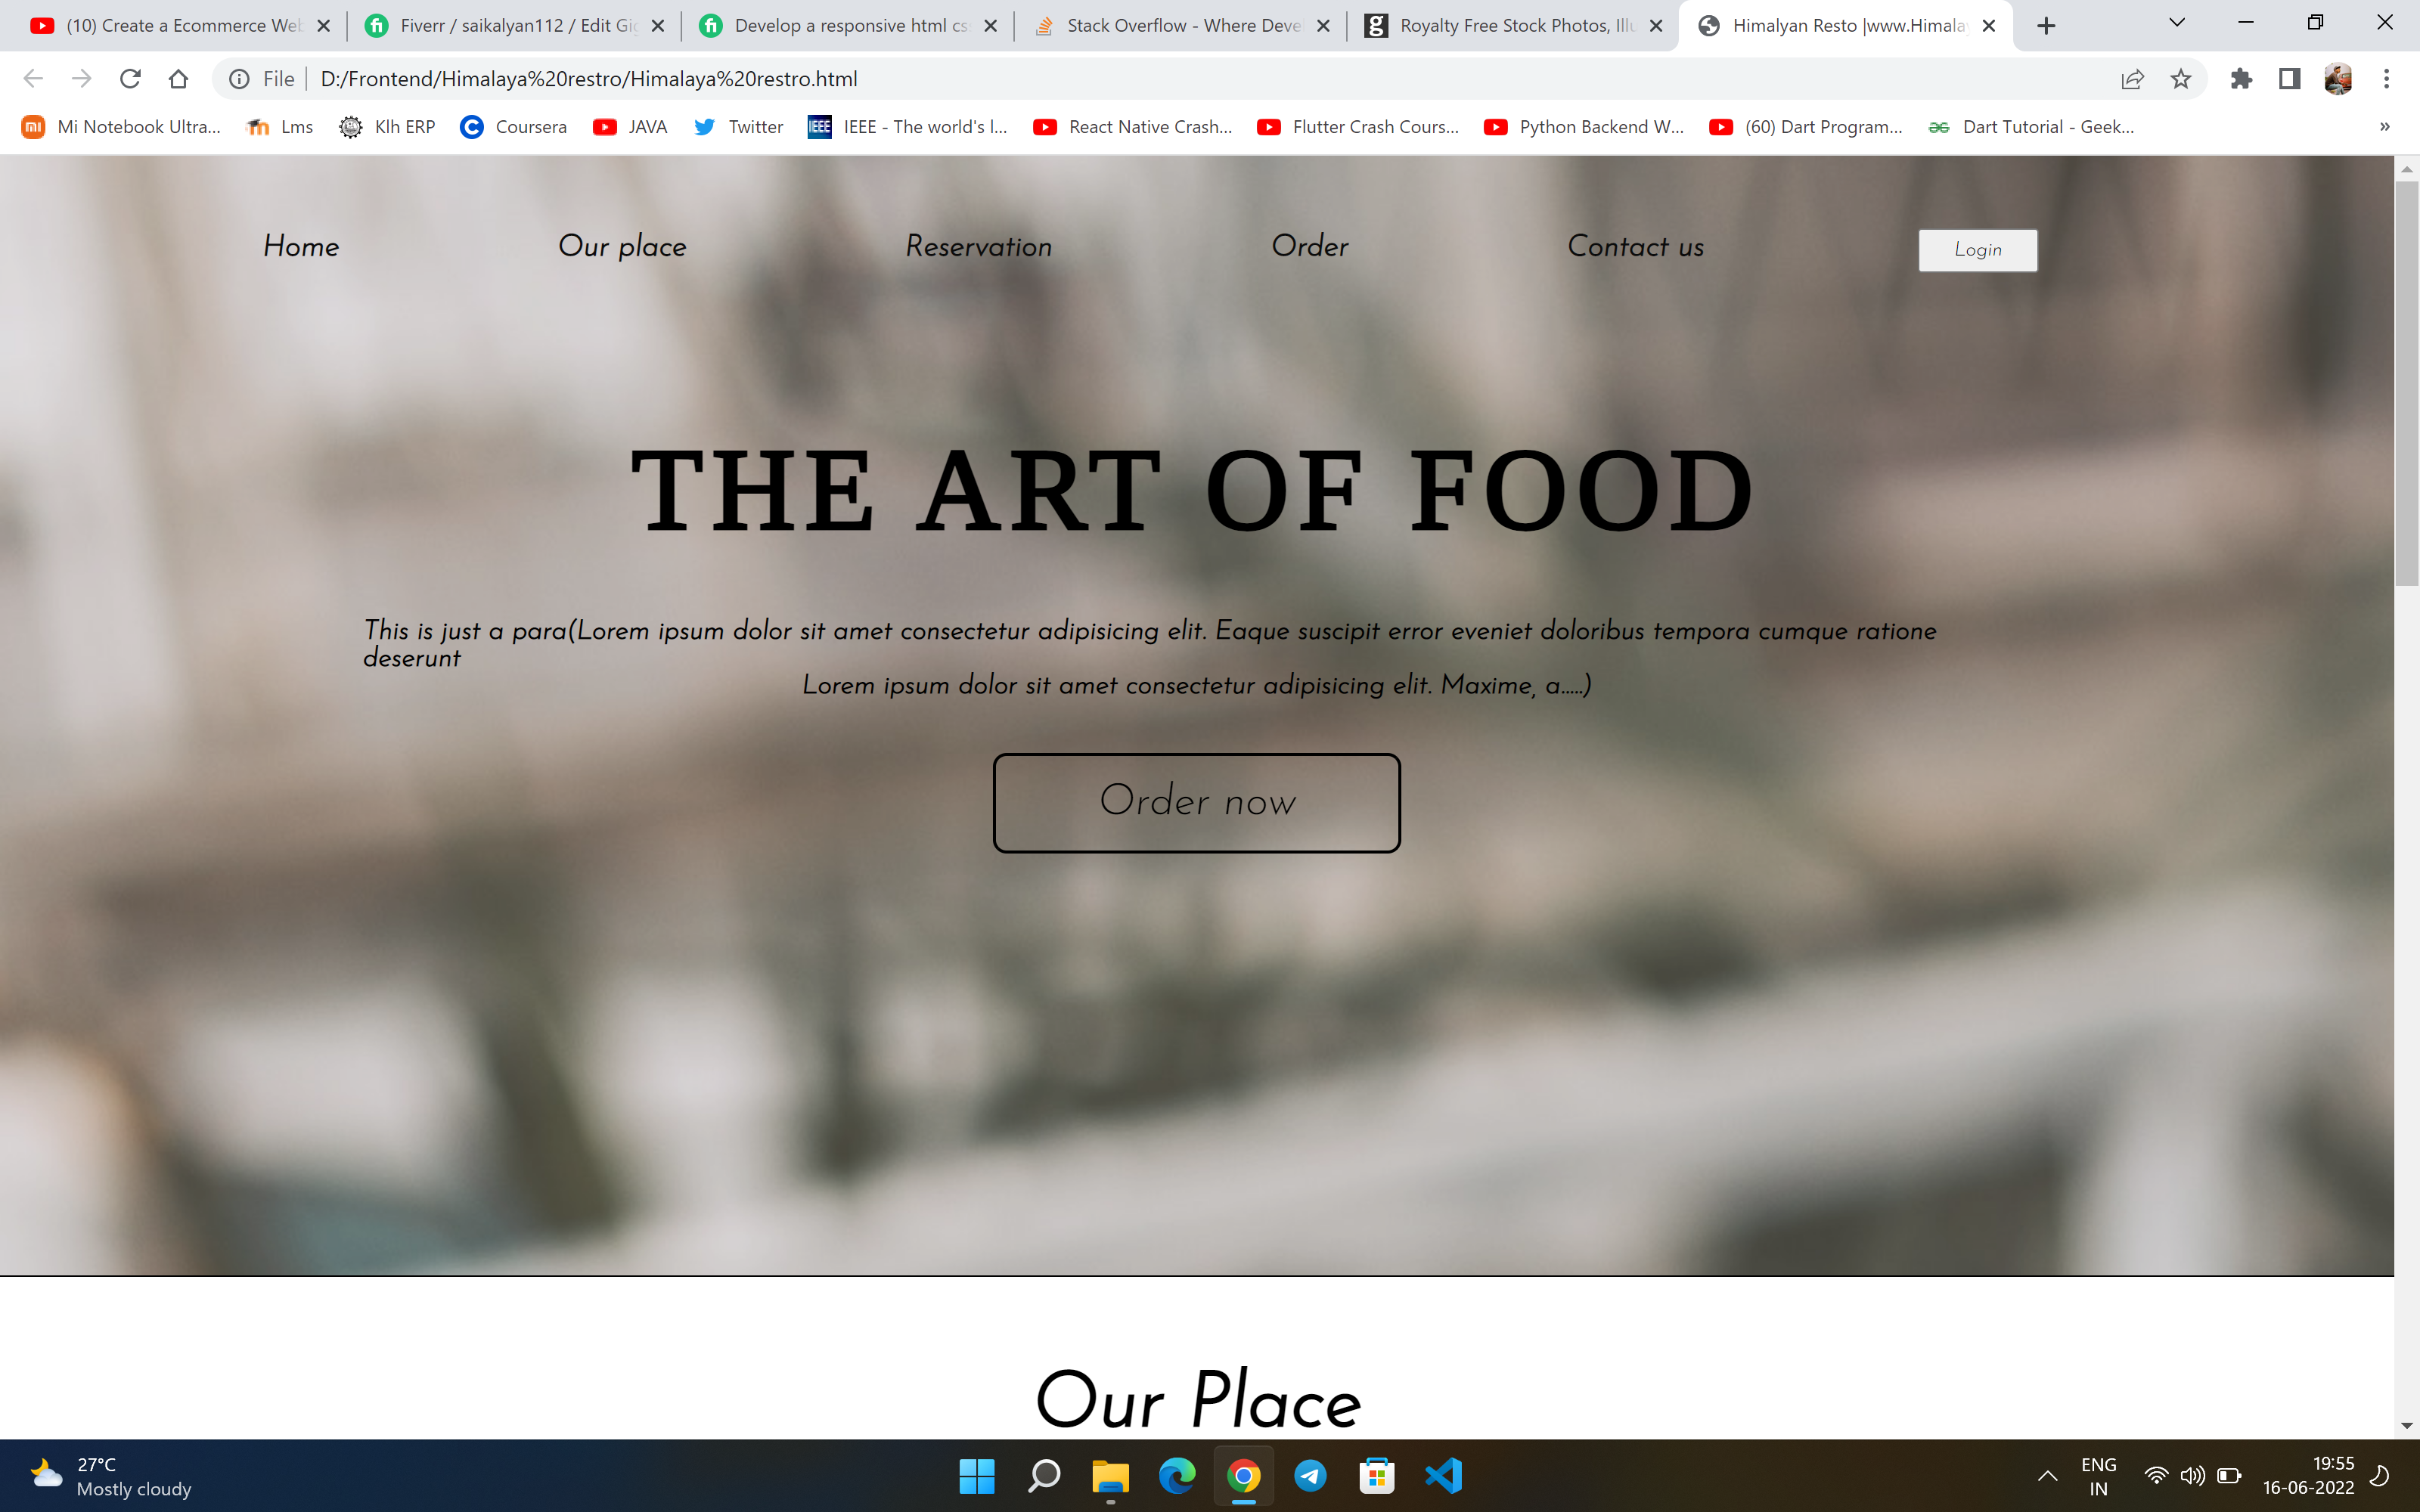 (10) Create a Ecommerce Web
Fiverr / saikalyan112 / Edit Gig
Develop a responsive html css
Stack Overflow - Where Devel
Royalty Free Stock Photos, Illu
Himalyan Resto |www.Himalay
File
D:/Frontend/Himalaya%20restro/Himalaya%20restro.html
Mi Notebook Ultra...
Lms
Klh ERP
Coursera
JAVA
Twitter
IEEE
IEEE - The world's l...
React Native Crash...
Flutter Crash Cours...
Python Backend W...
(60) Dart Program...
Dart Tutorial - Geek...
»
Home
Our place
Reservation
Order
Contact us
Login
THE ART OF FOOD
This is just a para(Lorem ipsum dolor sit amet consectetur adipisicing elit. Eaque suscipit error eveniet doloribus tempora cumque ratione
deserunt
Lorem ipsum dolor sit amet consectetur adipisicing elit. Maxime, a.....)
Order now
Our Place
27°C
Mostly cloudy
ENG
IN
19:55
16-06-2022